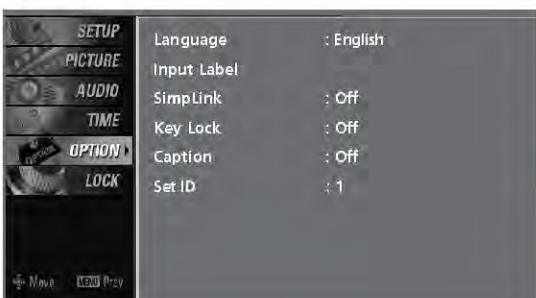 SETUP
PICTURE
AUDIO
TIME
OPTION
LOCK
Move MENU Prev
Language : English
Input Label
SimpLink : Off
Key Lock : Off
Caption : Off
Set ID : 1